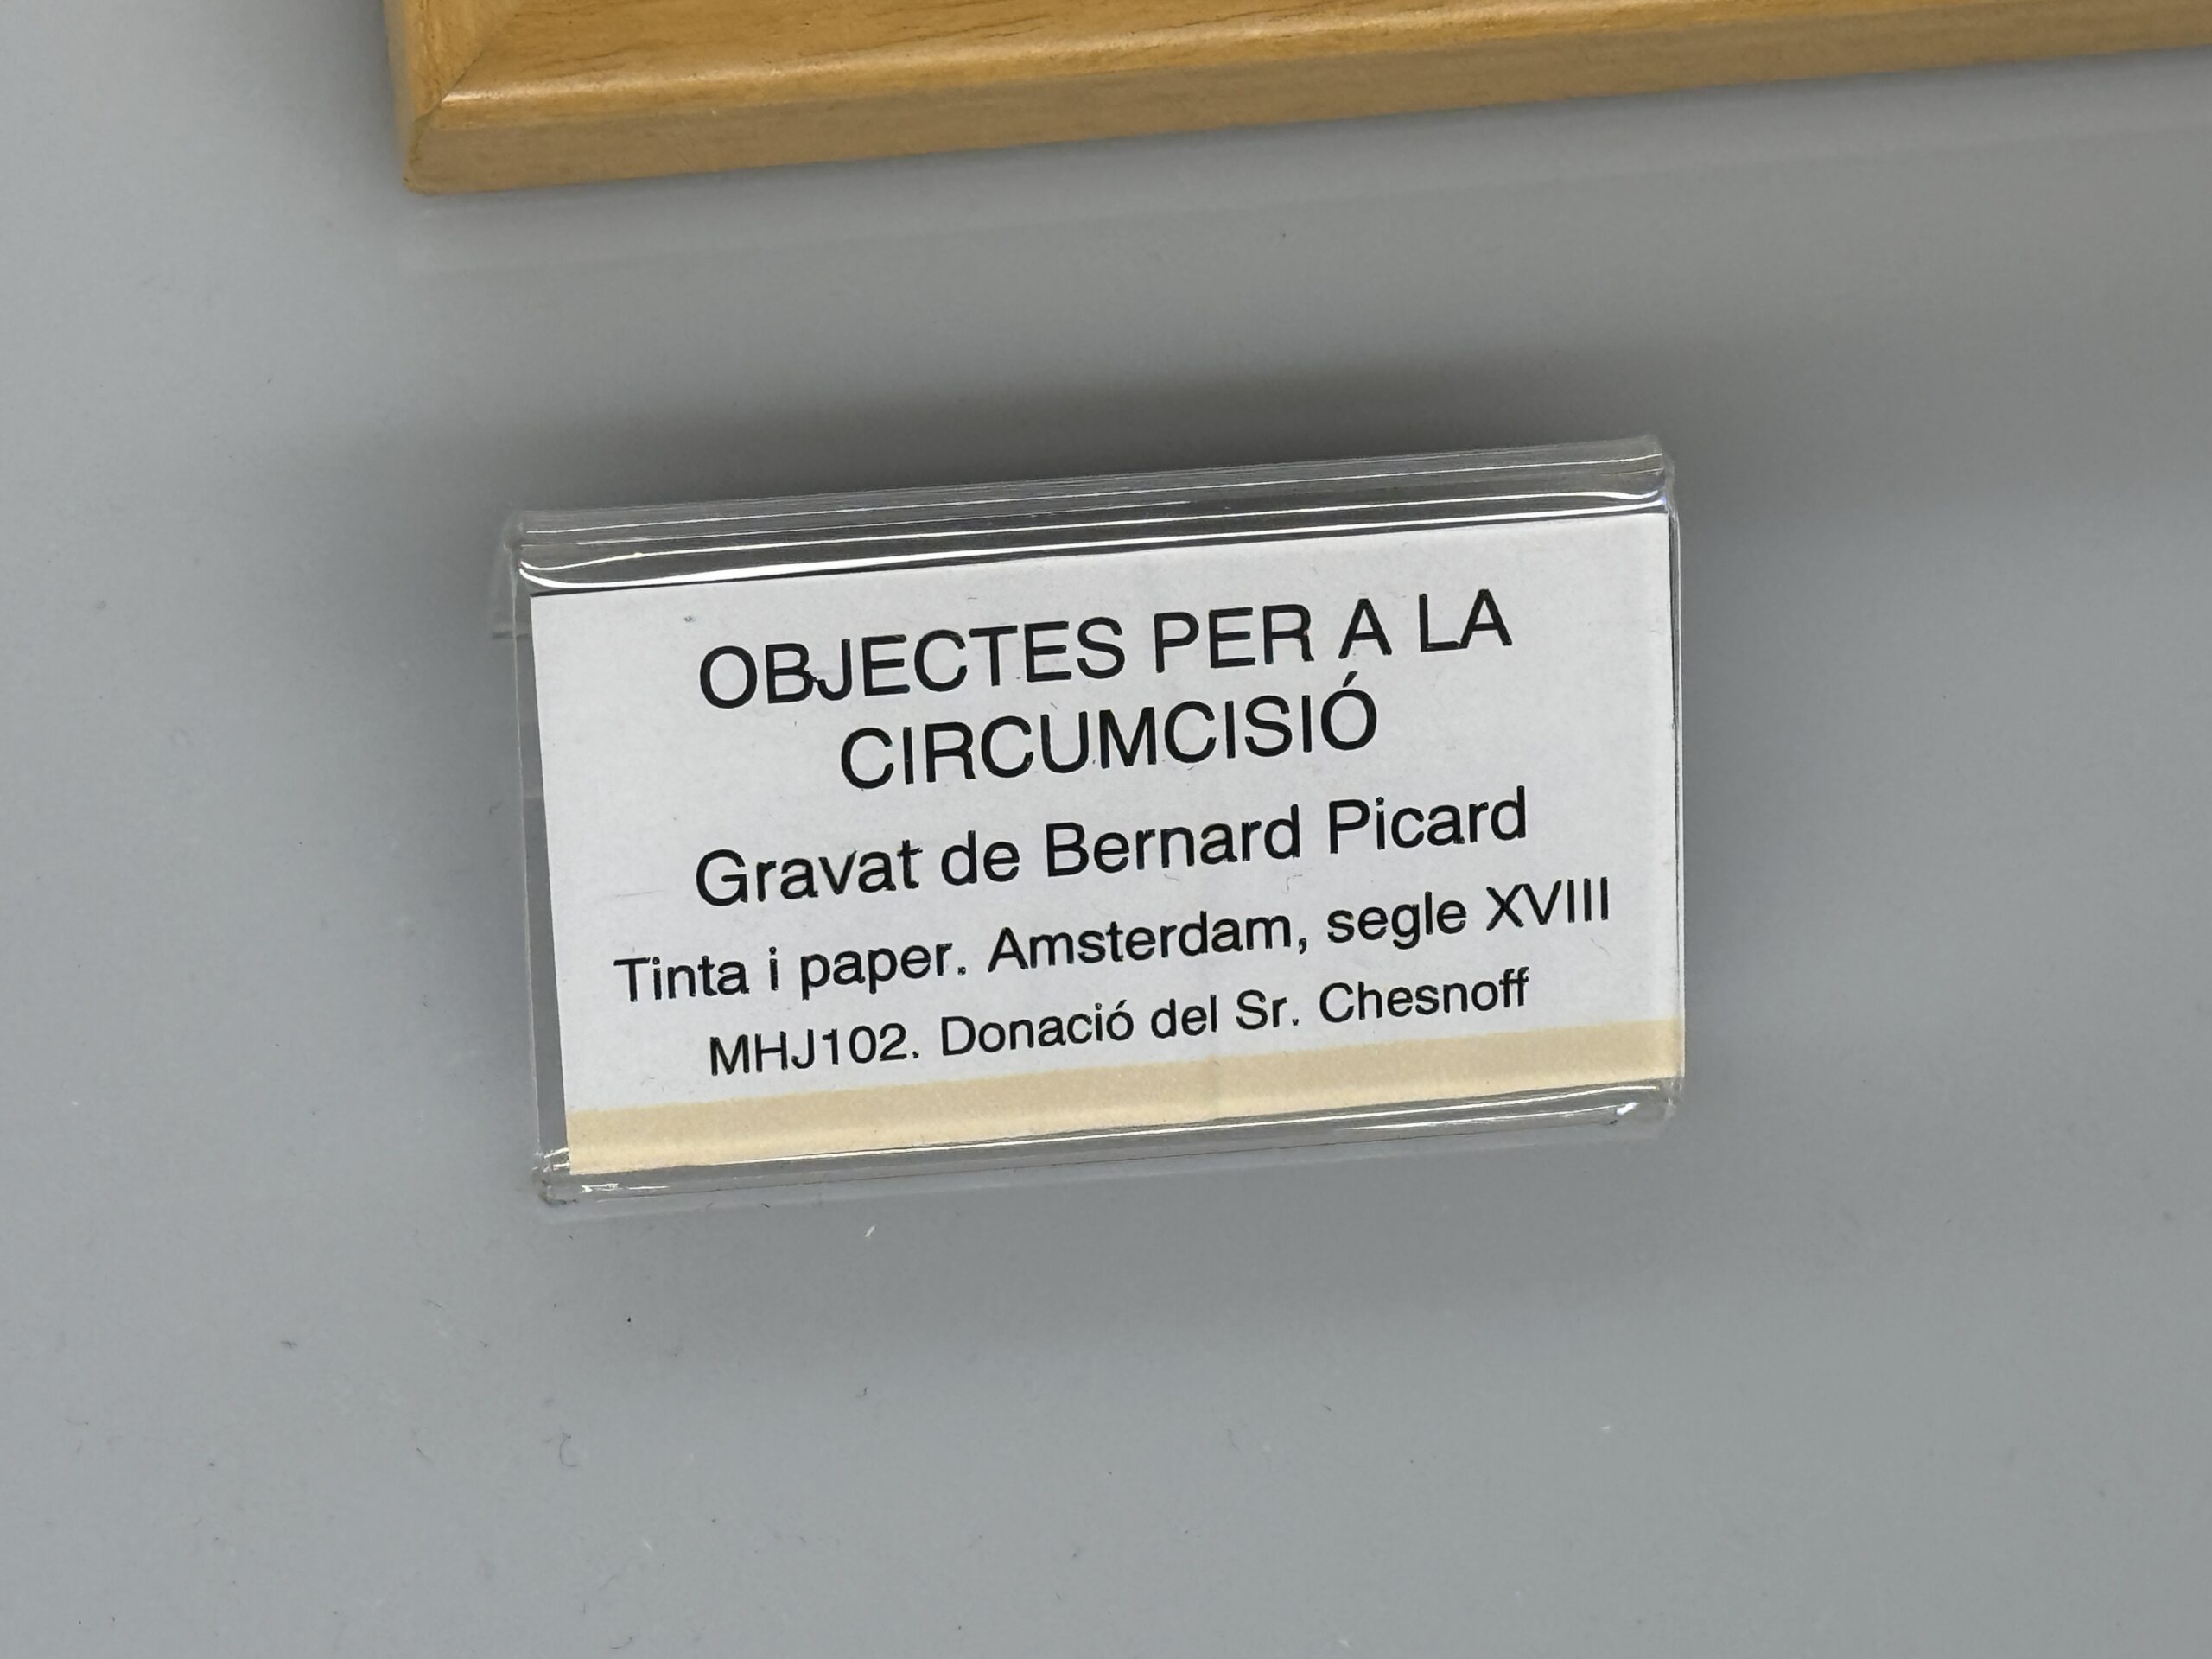 OBJECTES PER A LA
CIRCUMCISIÓ
Gravat de Bernard Picard
Tinta i paper. Amsterdam, segle XVIII
MHJ102. Donació del Sr. Chesnoff